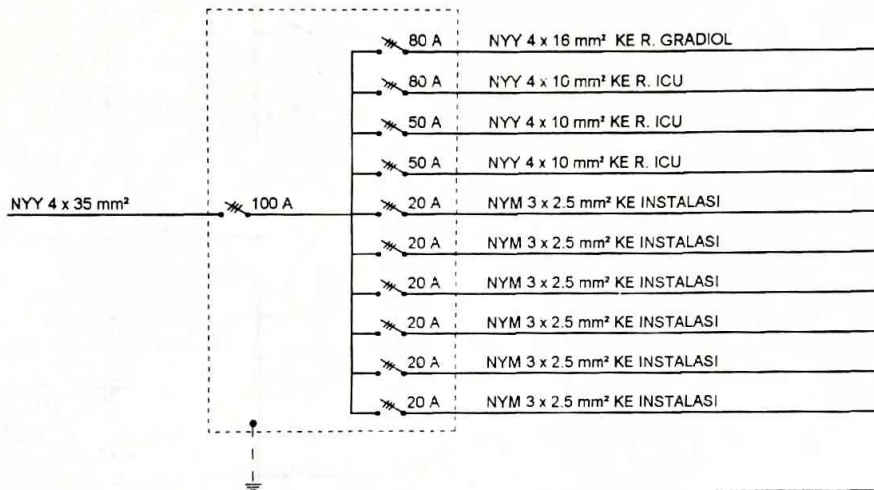 80 A NYY 4 x 16 mm² KE R. GRADIOL
80 A NYY 4 x 10 mm² KE R. ICU
50 A NYY 4 x 10 mm² KE R. ICU
50 A NYY 4 x 10 mm² KE R. ICU
NYY 4 x 35 mm² 100 A 20 A NYM 3 x 2.5 mm² KE INSTALASI
20 A NYM 3 x 2.5 mm² KE INSTALASI
20 A NYM 3 x 2.5 mm² KE INSTALASI
20 A NYM 3 x 2.5 mm² KE INSTALASI
20 A NYM 3 x 2.5 mm² KE INSTALASI
20 A NYM 3 x 2.5 mm² KE INSTALASI